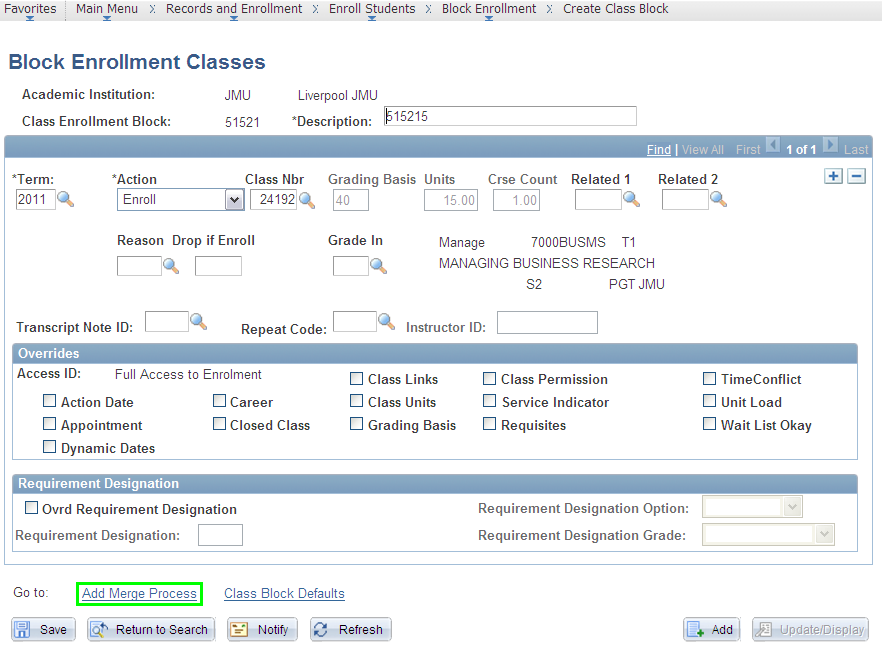 Favorites Main Menu > Records and Enrollment > Enroll Students > Block Enrollment > Create Class Block
Block Enrollment Classes
Academic Institution: JMU Liverpool JMU
Class Enrollment Block: 51521 *Description: 515215
Find | View All First 1 of 1 Last
*Term: *Action Class Nbr Grading Basis Units Crse Count Related 1 Related 2
2011 Enroll 24192 40 15.00 1.00
Reason Drop if Enroll Grade In Manage 7000BUSMS T1
MANAGING BUSINESS RESEARCH
S2 PGT JMU
Transcript Note ID: Repeat Code: Instructor ID:
Overrides
Access ID: Full Access to Enrolment
Class Links Class Permission TimeConflict
Action Date Career Class Units Service Indicator Unit Load
Appointment Closed Class Grading Basis Requisites Wait List Okay
Dynamic Dates
Requirement Designation
Ovrd Requirement Designation Requirement Designation Option:
Requirement Designation: Requirement Designation Grade:
Go to: Add Merge Process Class Block Defaults
Save Return to Search Notify Refresh Add Update/Display